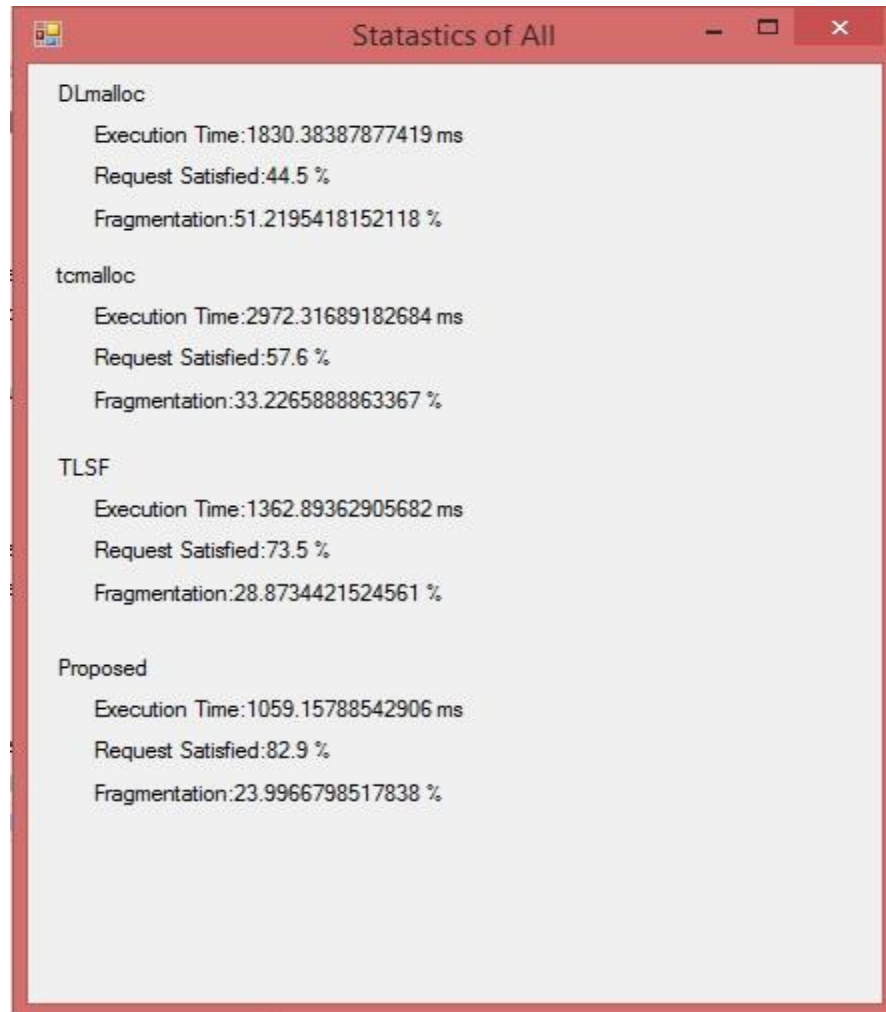 Statastics of All
DLmalloc
Execution Time:1830.38387877419 ms
Request Satisfied:44.5 %
Fragmentation:51.2195418152118 %
tcmalloc
Execution Time:2972.31689182684 ms
Request Satisfied:57.6 %
Fragmentation:33.2265888863367 %
TLSF
Execution Time:1362.89362905682 ms
Request Satisfied:73.5 %
Fragmentation:28.8734421524561 %
Proposed
Execution Time:1059.15788542906 ms
Request Satisfied:82.9 %
Fragmentation:23.9966798517838 %